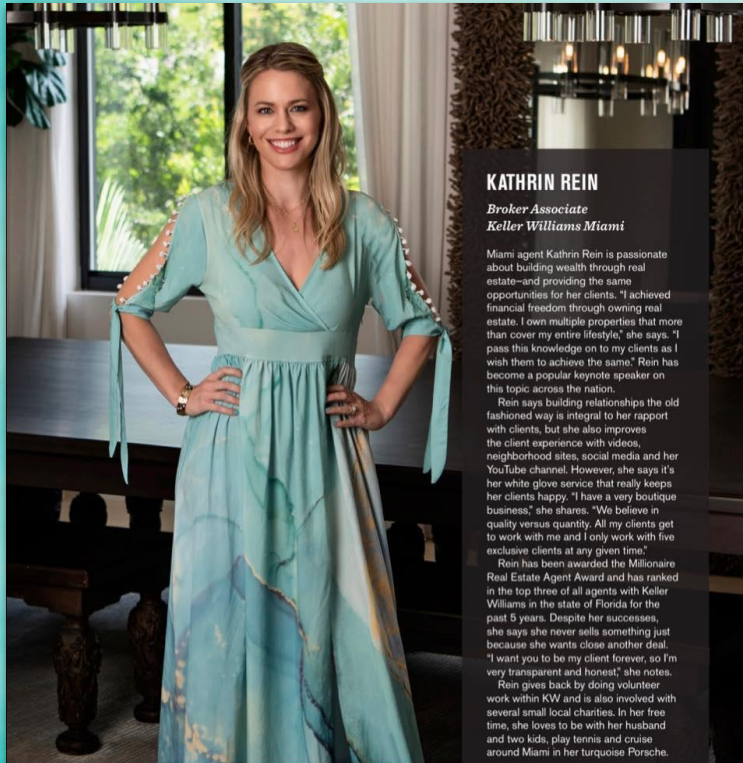 KATHRIN REIN
Broker Associate
Keller Williams Miami
Miami agent Kathrin Rein is passionate
about building wealth through real
estate—and providing the same
opportunities for her clients. “I achieved
financial freedom through owning real
estate. I own multiple properties that more
than cover my entire lifestyle,” she says. “I
pass this knowledge on to my clients as I
wish them to achieve the same.” Rein has
become a popular keynote speaker on
this topic across the nation.
Rein says building relationships the old
fashioned way is integral to her rapport
with clients, but she also improves
the client experience with videos,
neighborhood sites, social media and her
YouTube channel. However, she says it’s
her white glove service that really keeps
her clients happy. “I have a very boutique
business,” she shares. “We believe in
quality versus quantity. All my clients get
to work with me and I only work with five
exclusive clients at any given time.”
Rein has been awarded the Millionaire
Real Estate Agent Award and has ranked
in the top three of all agents with Keller
Williams in the state of Florida for the
past 5 years. Despite her successes,
she says she never sells something just
because she wants close another deal.
“I want you to be my client forever, so I’m
very transparent and honest,” she notes.
Rein gives back by doing volunteer
work within KW and is also involved with
several small local charities. In her free
time, she loves to be with her husband
and two kids, play tennis and cruise
around Miami in her turquoise Porsche.